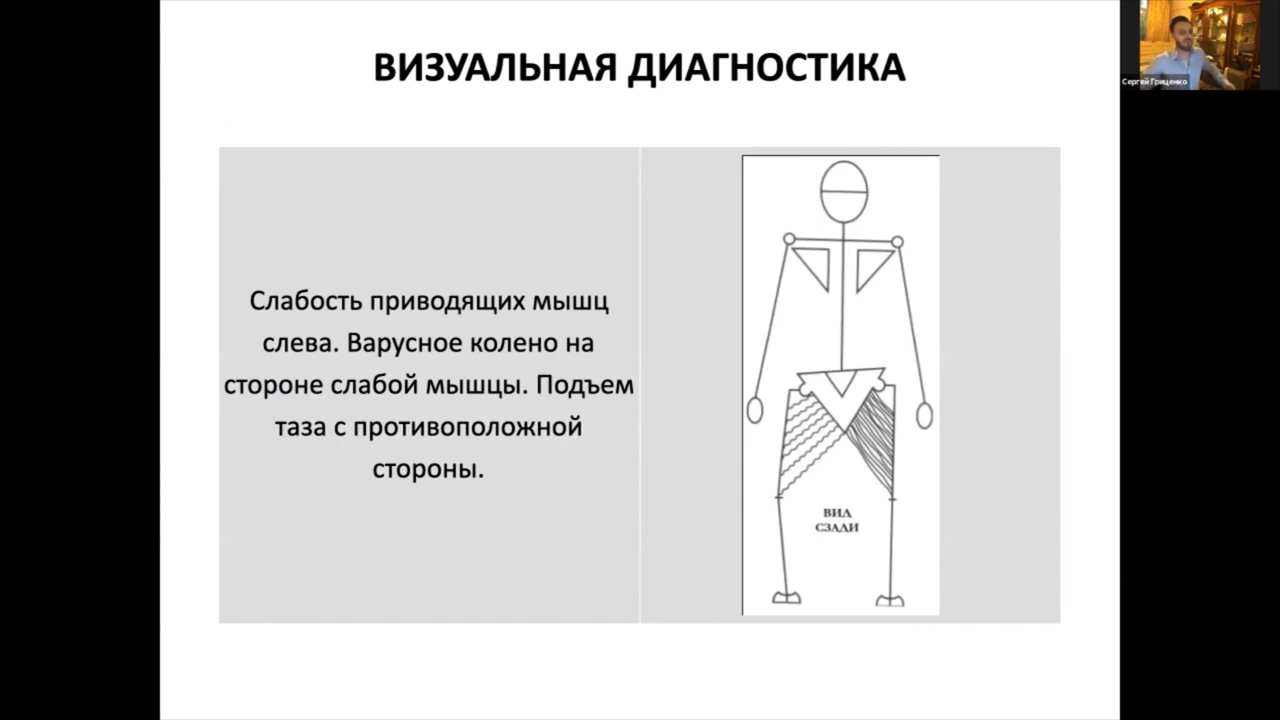 ВИЗУАЛЬНАЯ ДИАГНОСТИКА
Сергей Гриценко
Слабость приводящих мышц
слева. Варусное колено на
стороне слабой мышцы. Подъем
таза с противоположной
стороны.
ВИД
СЗАДИ